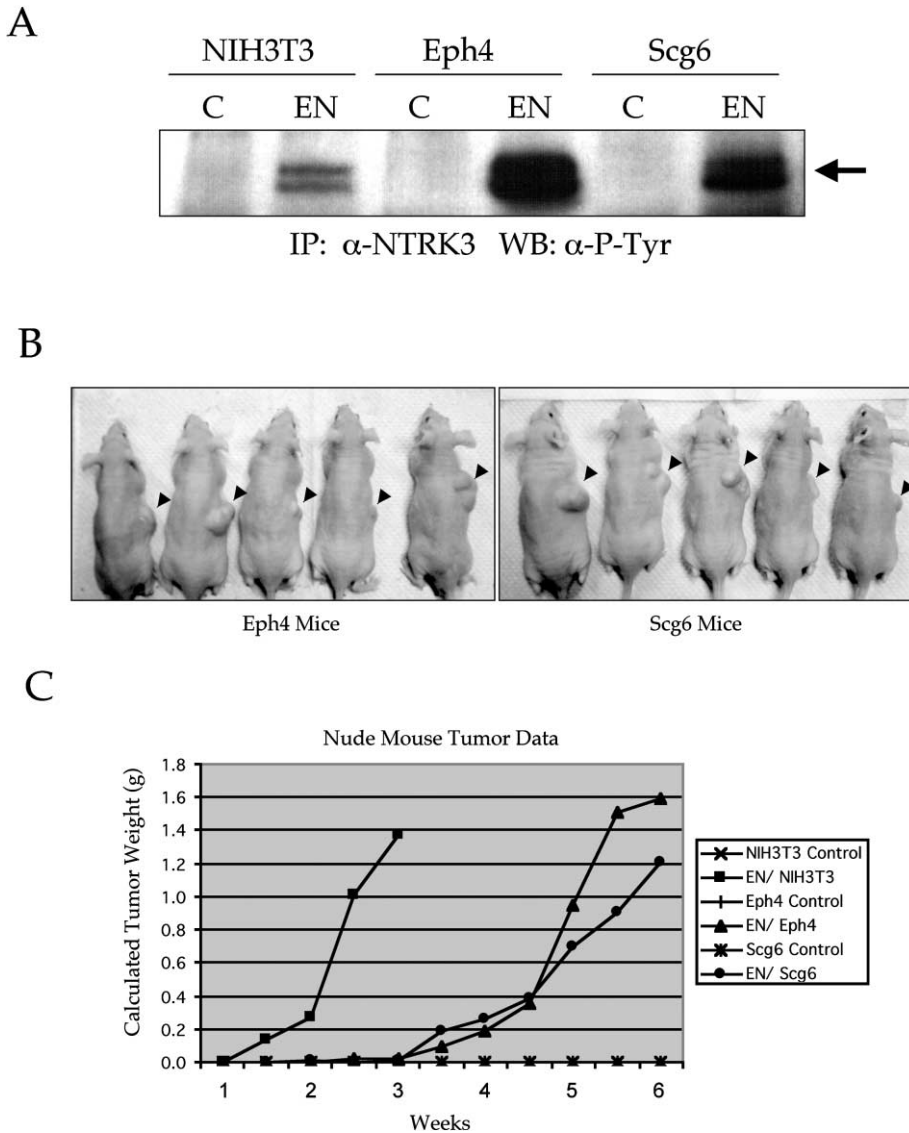 A
NIH3T3 Eph4 Scg6
C EN C EN C EN
IP: α-NTRK3 WB: α-P-Tyr
B
Eph4 Mice Scg6 Mice
C
Nude Mouse Tumor Data
Calculated Tumor Weight (g)
1.8
1.6
1.4
1.2
1.0
0.8
0.6
0.4
0.2
0.0
1 2 3 4 5 6
Weeks
NIH3T3 Control
EN/ NIH3T3
Eph4 Control
EN/ Eph4
Scg6 Control
EN/ Scg6